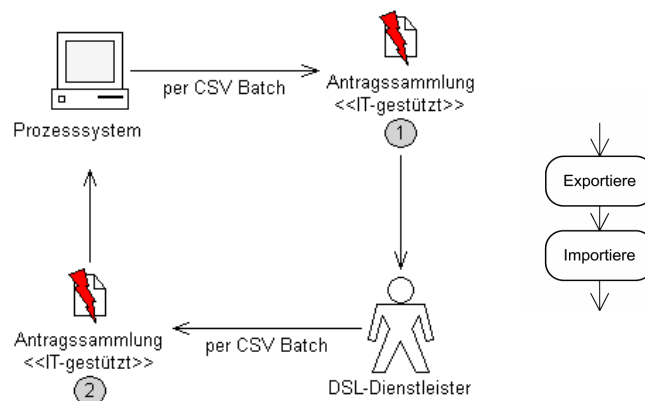 Prozesssystem
per CSV Batch
Antragssammlung
<<IT-gestützt>>
1
DSL-Dienstleister
per CSV Batch
Antragssammlung
<<IT-gestützt>>
2
Exportiere
Importiere